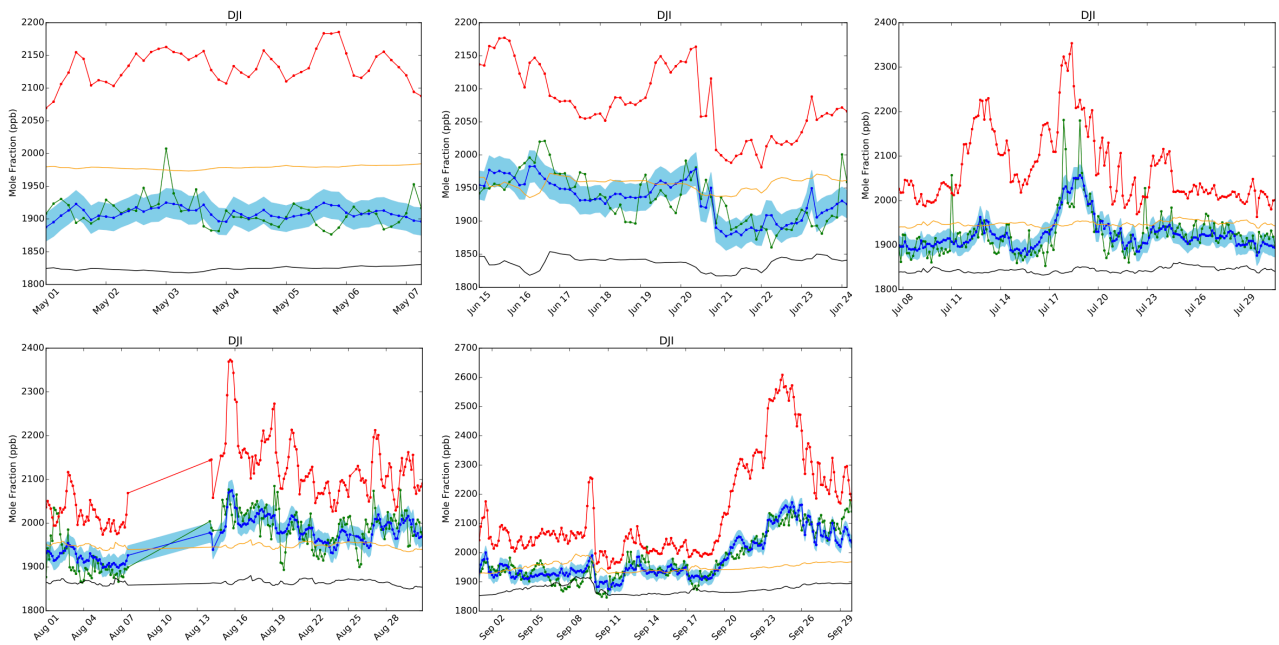 DJI
Mole Fraction (ppb)
2200
2150
2100
2050
2000
1950
1900
1850
1800
May 01
May 02
May 03
May 04
May 05
May 06
May 07
DJI
Mole Fraction (ppb)
2200
2150
2100
2050
2000
1950
1900
1850
1800
Jun 15
Jun 16
Jun 17
Jun 18
Jun 19
Jun 20
Jun 21
Jun 22
Jun 23
Jun 24
DJI
Mole Fraction (ppb)
2400
2300
2200
2100
2000
1900
1800
Jul 08
Jul 11
Jul 14
Jul 17
Jul 20
Jul 23
Jul 26
Jul 29
DJI
Mole Fraction (ppb)
2400
2300
2200
2100
2000
1900
1800
Aug 01
Aug 04
Aug 07
Aug 10
Aug 13
Aug 16
Aug 19
Aug 22
Aug 25
Aug 28
DJI
Mole Fraction (ppb)
2700
2600
2500
2400
2300
2200
2100
2000
1900
1800
Sep 02
Sep 05
Sep 08
Sep 11
Sep 14
Sep 17
Sep 20
Sep 23
Sep 26
Sep 29